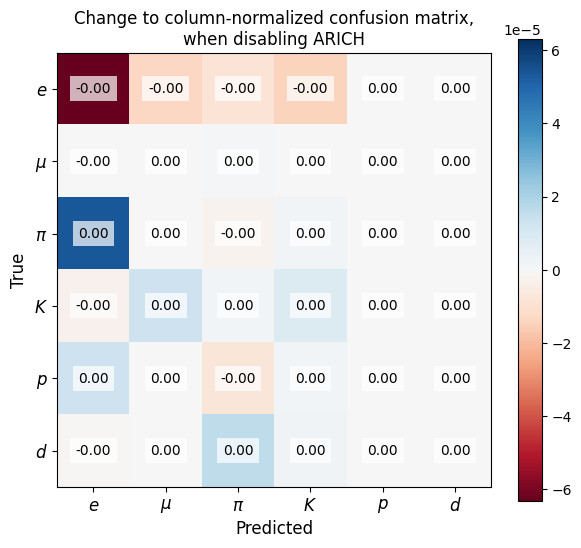 Change to column-normalized confusion matrix,
when disabling ARICH
1e−5
e -0.00 -0.00 -0.00 -0.00 0.00 0.00
μ -0.00 0.00 0.00 0.00 0.00 0.00
π 0.00 0.00 -0.00 0.00 0.00 0.00
K -0.00 0.00 0.00 0.00 0.00 0.00
p 0.00 0.00 -0.00 0.00 0.00 0.00
d -0.00 0.00 0.00 0.00 0.00 0.00
e μ π K p d
Predicted
True
6
4
2
0
−2
−4
−6